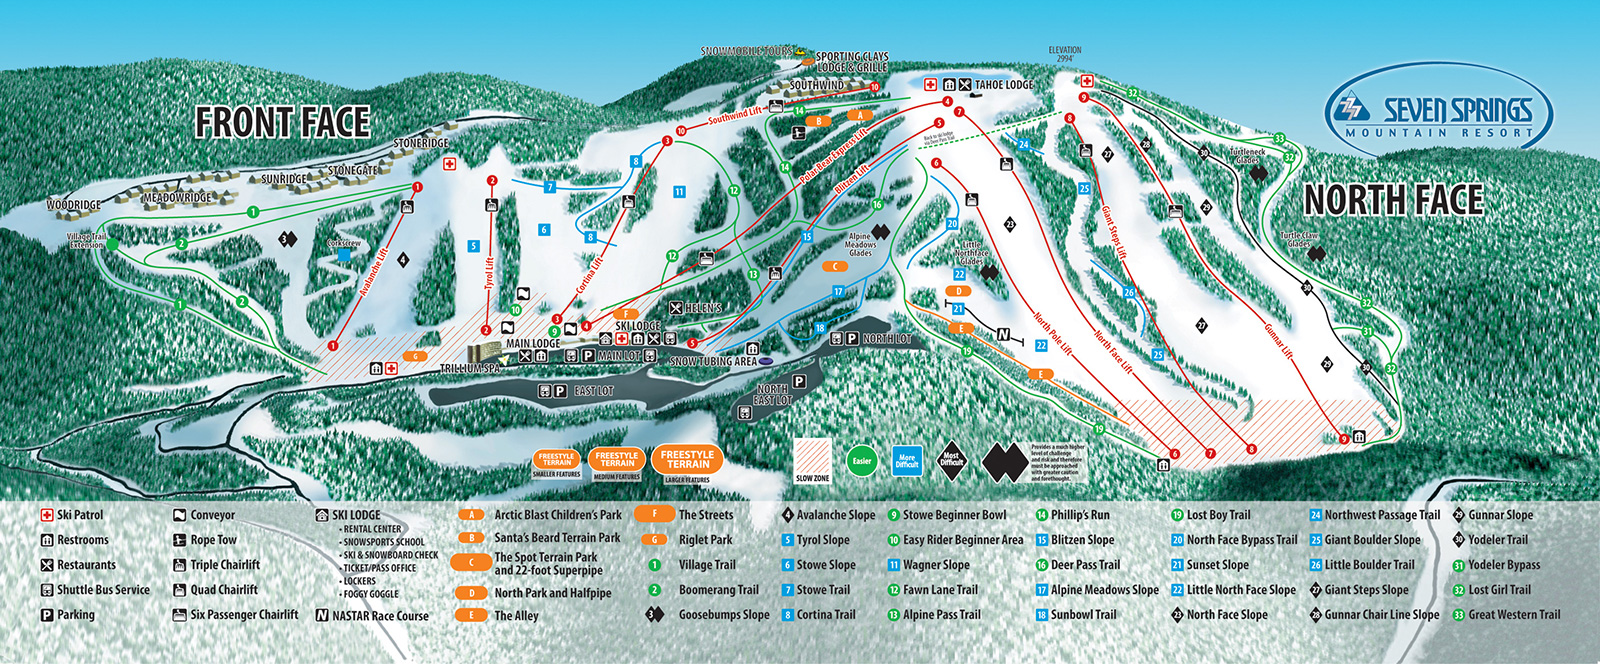 SNOWMOBILE TOURS
SPORTING CLAYS
LODGE & GRILLE
SOUTHWIND
ELEVATION
2994'
TAHOE LODGE
SEVEN SPRINGS
MOUNTAIN RESORT
FRONT FACE
NORTH FACE
STONERIDGE
STONEGATE
SUNRIDGE
MEADOWRIDGE
WOODRIDGE
Village Trail
Extension
Corkscrew
Southwind Lift
Polar Bear Express Lift
Blitzen Lift
Back to ski lodge
via Deer Pass Trail
Avalanche Lift
Tyrol Lift
Cortina Lift
Alpine
Meadows
Glades
Little
Northface
Glades
Turtleneck
Glades
Turtle Claw
Glades
Giant Steps Lift
Gunnar Lift
North Pole Lift
North Face Lift
HELEN'S
SKI LODGE
MAIN LODGE
MAIN LOT
TRILLIUM SPA
SNOW TUBING AREA
NORTH LOT
EAST LOT
NORTH
EAST LOT
FREESTYLE
TERRAIN
SMALLER FEATURES
FREESTYLE
TERRAIN
MEDIUM FEATURES
FREESTYLE
TERRAIN
LARGER FEATURES
SLOW ZONE
Easier
More
Difficult
Most
Difficult
Provides a much higher
level of challenge
and risk and therefore
must be approached
with greater caution
and forethought.
Ski Patrol
Restrooms
Restaurants
Shuttle Bus Service
P Parking
Conveyor
Rope Tow
Triple Chairlift
Quad Chairlift
Six Passenger Chairlift
SKI LODGE
- RENTAL CENTER
- SNOWSPORTS SCHOOL
- SKI & SNOWBOARD CHECK
- TICKET/PASS OFFICE
- LOCKERS
- FOGGY GOGGLE
N NASTAR Race Course
A Arctic Blast Children's Park
B Santa's Beard Terrain Park
C The Spot Terrain Park
and 22-foot Superpipe
D North Park and Halfpipe
E The Alley
F The Streets
G Riglet Park
1 Village Trail
2 Boomerang Trail
3 Goosebumps Slope
4 Avalanche Slope
5 Tyrol Slope
6 Stowe Slope
7 Stowe Trail
8 Cortina Trail
9 Stowe Beginner Bowl
10 Easy Rider Beginner Area
11 Wagner Slope
12 Fawn Lane Trail
13 Alpine Pass Trail
14 Phillip's Run
15 Blitzen Slope
16 Deer Pass Trail
17 Alpine Meadows Slope
18 Sunbowl Trail
19 Lost Boy Trail
20 North Face Bypass Trail
21 Sunset Slope
22 Little North Face Slope
23 North Face Slope
24 Northwest Passage Trail
25 Giant Boulder Slope
26 Little Boulder Trail
27 Giant Steps Slope
28 Gunnar Chair Line Slope
29 Gunnar Slope
30 Yodeler Trail
31 Yodeler Bypass
32 Lost Girl Trail
33 Great Western Trail